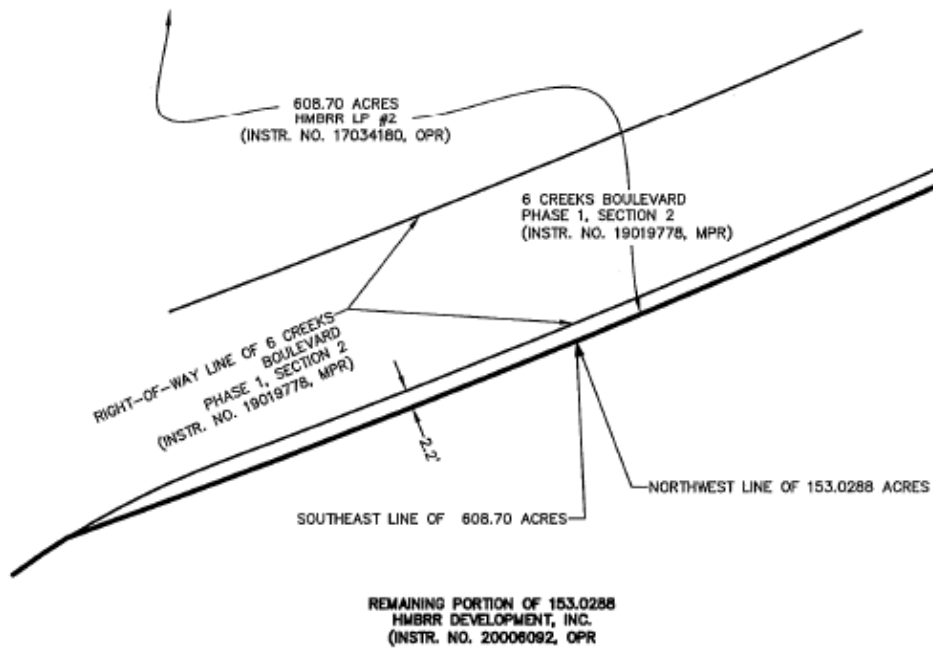 608.70 ACRES
HMBRR LP #2
(INSTR. NO. 17034180, OPR)
6 CREEKS BOULEVARD
PHASE 1, SECTION 2
(INSTR. NO. 19019778, MPR)
RIGHT-OF-WAY LINE OF 6 CREEKS
BOULEVARD
PHASE 1, SECTION 2
(INSTR. NO. 19019778, MPR)
2.2'
NORTHWEST LINE OF 153.0288 ACRES
SOUTHEAST LINE OF 608.70 ACRES
REMAINING PORTION OF 153.0288
HMBRR DEVELOPMENT, INC.
(INSTR. NO. 20006092, OPR